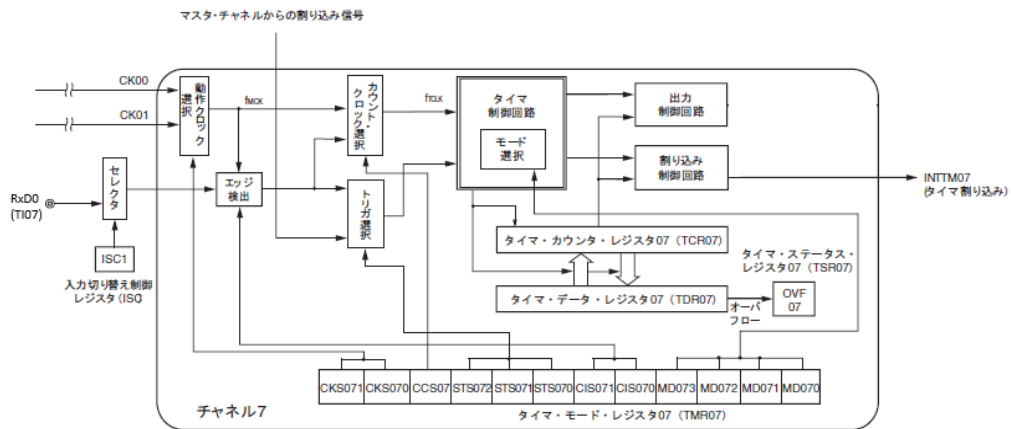 マスタ・チャネルからの割り込み信号
CK00
CK01
動作クロック
選択
fMCK
カウント・
クロック選択
fTCLK
タイマ
制御回路
モード
選択
出力
制御回路
割り込み
制御回路
INTTM07
(タイマ割り込み)
RxD0
(TI07)
セレクタ
エッジ
検出
トリガ選択
ISC1
入力切り替え制御
レジスタ(ISC)
タイマ・カウンタ・レジスタ07(TCR07)
タイマ・ステータス・
レジスタ07(TSR07)
タイマ・データ・レジスタ07(TDR07)
オーバ
フロー
OVF
07
CKS071 CKS070 CCS07 STS072 STS071 STS070 CIS071 CIS070 MD073 MD072 MD071 MD070
チャネル7
タイマ・モード・レジスタ07(TMR07)